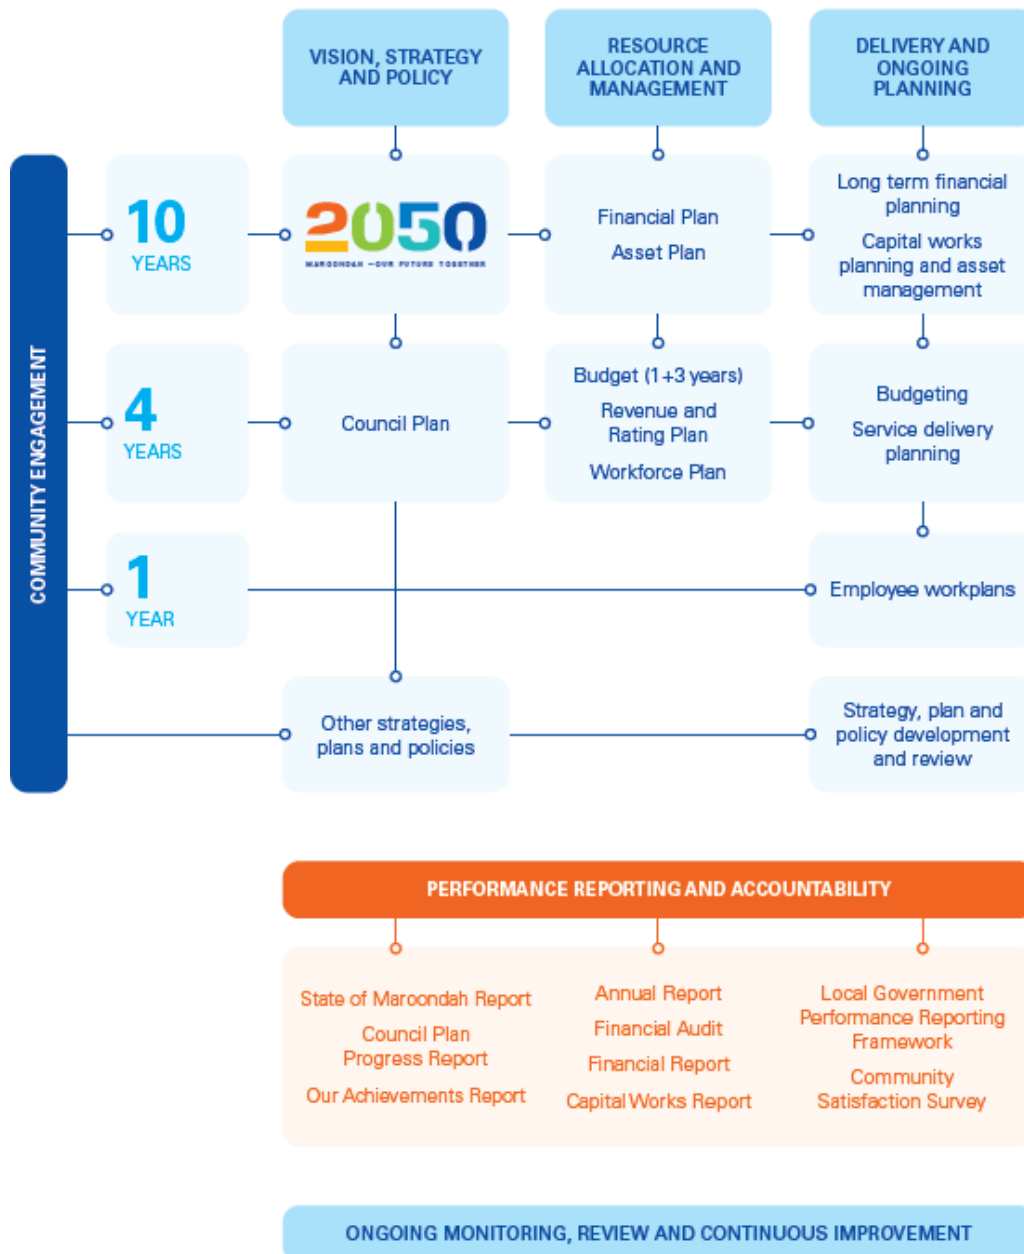 VISION, STRATEGY
AND POLICY
RESOURCE
ALLOCATION AND
MANAGEMENT
DELIVERY AND
ONGOING
PLANNING
COMMUNITY ENGAGEMENT
10
YEARS
2050
MAROONDAH – OUR FUTURE TOGETHER
Financial Plan
Asset Plan
Long term financial
planning
Capital works
planning and asset
management
4
YEARS
Council Plan
Budget (1+3 years)
Revenue and
Rating Plan
Workforce Plan
Budgeting
Service delivery
planning
1
YEAR
Employee workplans
Other strategies,
plans and policies
Strategy, plan and
policy development
and review
PERFORMANCE REPORTING AND ACCOUNTABILITY
State of Maroondah Report
Council Plan
Progress Report
Our Achievements Report
Annual Report
Financial Audit
Financial Report
Capital Works Report
Local Government
Performance Reporting
Framework
Community
Satisfaction Survey
ONGOING MONITORING, REVIEW AND CONTINUOUS IMPROVEMENT